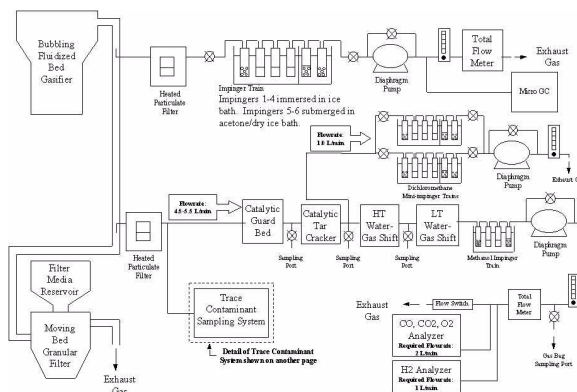 Bubbling
Fluidized
Bed
Gasifier
Heated
Particulate
Filter
Impinger Train
Impingers 1-4 immersed in ice
bath. Impingers 5-6 submerged in
acetone/dry ice bath.
Diaphragm
Pump
Total
Flow
Meter
Exhaust
Gas
Micro GC
Flowrate:
1.0 L/min
Dichloromethane
Mini-impinger Trains
Diaphragm
Pump
Exhaust G
Flowrate:
4.5-5.5 L/min
Heated
Particulate
Filter
Catalytic
Guard
Bed
Catalytic
Tar
Cracker
HT
Water-
Gas Shift
LT
Water-
Gas Shift
Sampling
Port
Sampling
Port
Sampling
Port
Methanol Impinger
Train
Diaphragm
Pump
Filter
Media
Reservoir
Moving
Bed
Granular
Filter
Exhaust
Gas
Trace
Contaminant
Sampling System
Detail of Trace Contaminant
System shown on another page
Exhaust
Gas
Flow Switch
Total
Flow
Meter
CO, CO2, O2
Analyzer
Required Flowrate:
2 L/min
Gas Bag
Sampling Port
H2 Analyzer
Required Flowrate:
1 L/min